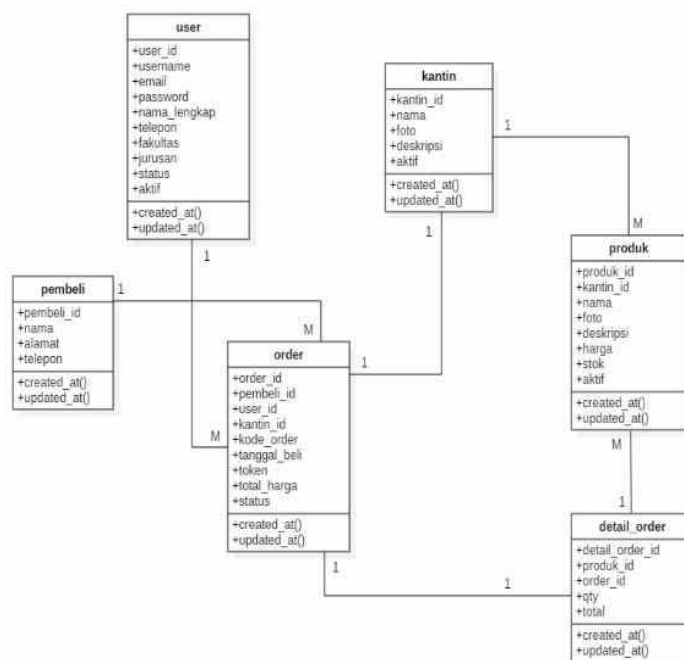 user
+user_id
+username
+email
+password
+nama_lengkap
+telepon
+fakultas
+jurusan
+status
+aktif
+created_at()
+updated_at()
1
kantin
+kantin_id
+nama
+foto
+deskripsi
+aktif
+created_at()
+updated_at()
1
1
M
produk
+produk_id
+kantin_id
+nama
+foto
+deskripsi
+harga
+stok
+aktif
+created_at()
+updated_at()
M
pembeli
+pembeli_id
+nama
+alamat
+telepon
+created_at()
+updated_at()
1
M
order
+order_id
+pembeli_id
+user_id
+kantin_id
+kode_order
+tanggal_beli
+token
+total_harga
+status
+created_at()
+updated_at()
1
M
1
1
1
detail_order
+detail_order_id
+produk_id
+order_id
+qty
+total
+created_at()
+updated_at()